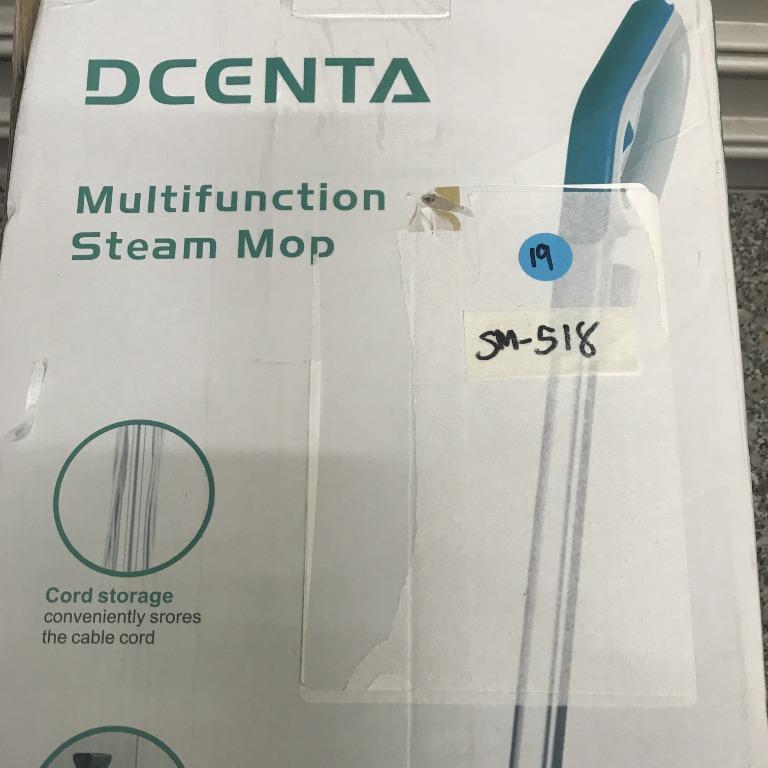 DCENTA
Multifunction
Steam Mop
19
SM-518
Cord storage
conveniently srores
the cable cord